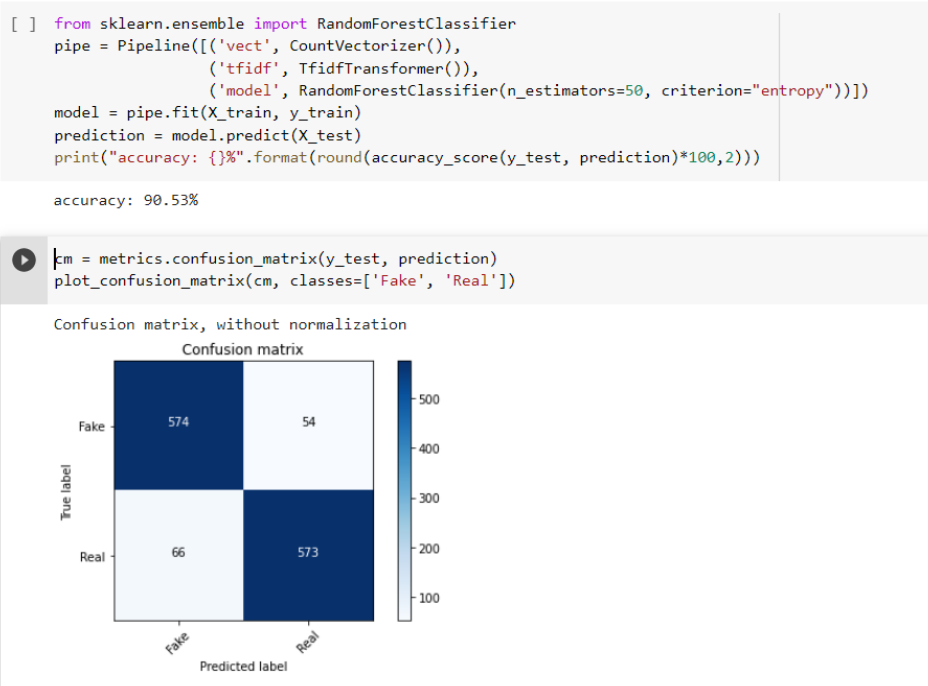 [ ] from sklearn.ensemble import RandomForestClassifier
pipe = Pipeline([('vect', CountVectorizer()),
('tfidf', TfidfTransformer()),
('model', RandomForestClassifier(n_estimators=50, criterion="entropy"))])
model = pipe.fit(X_train, y_train)
prediction = model.predict(X_test)
print("accuracy: {}%".format(round(accuracy_score(y_test, prediction)*100,2)))
accuracy: 90.53%
cm = metrics.confusion_matrix(y_test, prediction)
plot_confusion_matrix(cm, classes=['Fake', 'Real'])
Confusion matrix, without normalization
Confusion matrix
500
574
54
Fake
400
True label
300
66
573
Real
200
100
Fake
Real
Predicted label